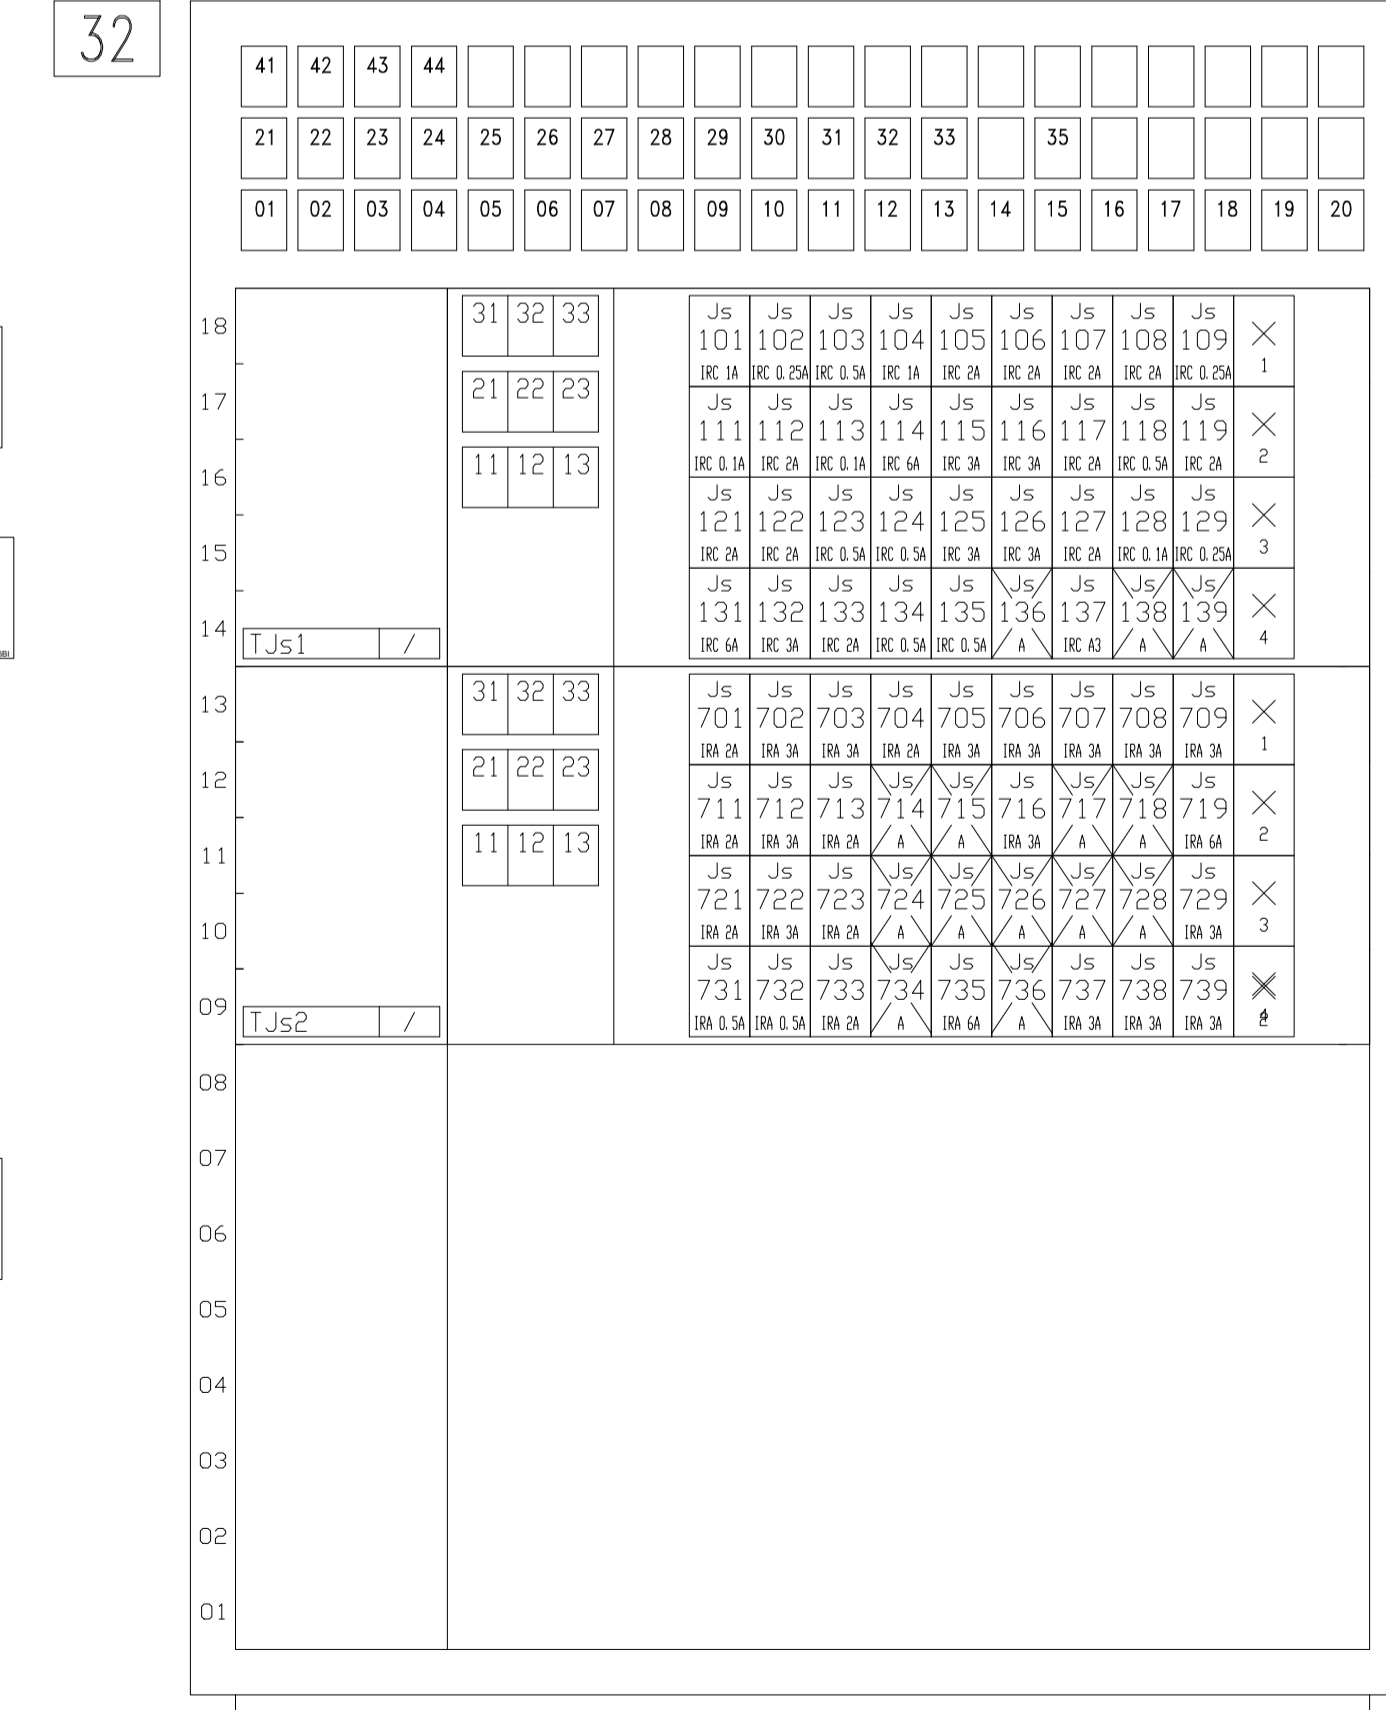 32
41 42 43 44
21 22 23 24 25 26 27 28 29 30 31 32 33 35
01 02 03 04 05 06 07 08 09 10 11 12 13 14 15 16 17 18 19 20
18
17
16
15
14
31 32 33
21 22 23
11 12 13
TJs1 /
Js Js Js Js Js Js Js Js Js
101 102 103 104 105 106 107 108 109
IRC 1A IRC 0.25A IRC 0.5A IRC 1A IRC 2A IRC 2A IRC 2A IRC 2A IRC 0.25A 1
Js Js Js Js Js Js Js Js Js
111 112 113 114 115 116 117 118 119
IRC 0.1A IRC 2A IRC 0.1A IRC 6A IRC 3A IRC 3A IRC 2A IRC 0.5A IRC 2A 2
Js Js Js Js Js Js Js Js Js
121 122 123 124 125 126 127 128 129
IRC 2A IRC 2A IRC 0.5A IRC 0.5A IRC 3A IRC 3A IRC 2A IRC 0.1A IRC 0.25A 3
Js Js Js Js Js Js Js Js Js
131 132 133 134 135 136 137 138 139
IRC 6A IRC 3A IRC 2A IRC 0.5A IRC 0.5A A IRC A3 A A 4
13
12
11
10
09
31 32 33
21 22 23
11 12 13
TJs2 /
Js Js Js Js Js Js Js Js Js
701 702 703 704 705 706 707 708 709
IRA 2A IRA 3A IRA 3A IRA 2A IRA 3A IRA 3A IRA 3A IRA 3A IRA 3A 1
Js Js Js Js Js Js Js Js Js
711 712 713 714 715 716 717 718 719
IRA 2A IRA 3A IRA 2A A A IRA 3A A A IRA 6A 2
Js Js Js Js Js Js Js Js Js
721 722 723 724 725 726 727 728 729
IRA 2A IRA 3A IRA 2A A A A A A IRA 3A 3
Js Js Js Js Js Js Js Js Js
731 732 733 734 735 736 737 738 739
IRA 0.5A IRA 0.5A IRA 2A A IRA 6A A IRA 3A IRA 3A IRA 3A
08
07
06
05
04
03
02
01